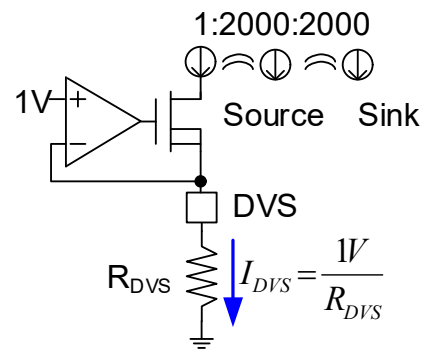 1:2000:2000
1V
+
−
Source Sink
DVS
R_DVS
I_DVS = 1V / R_DVS